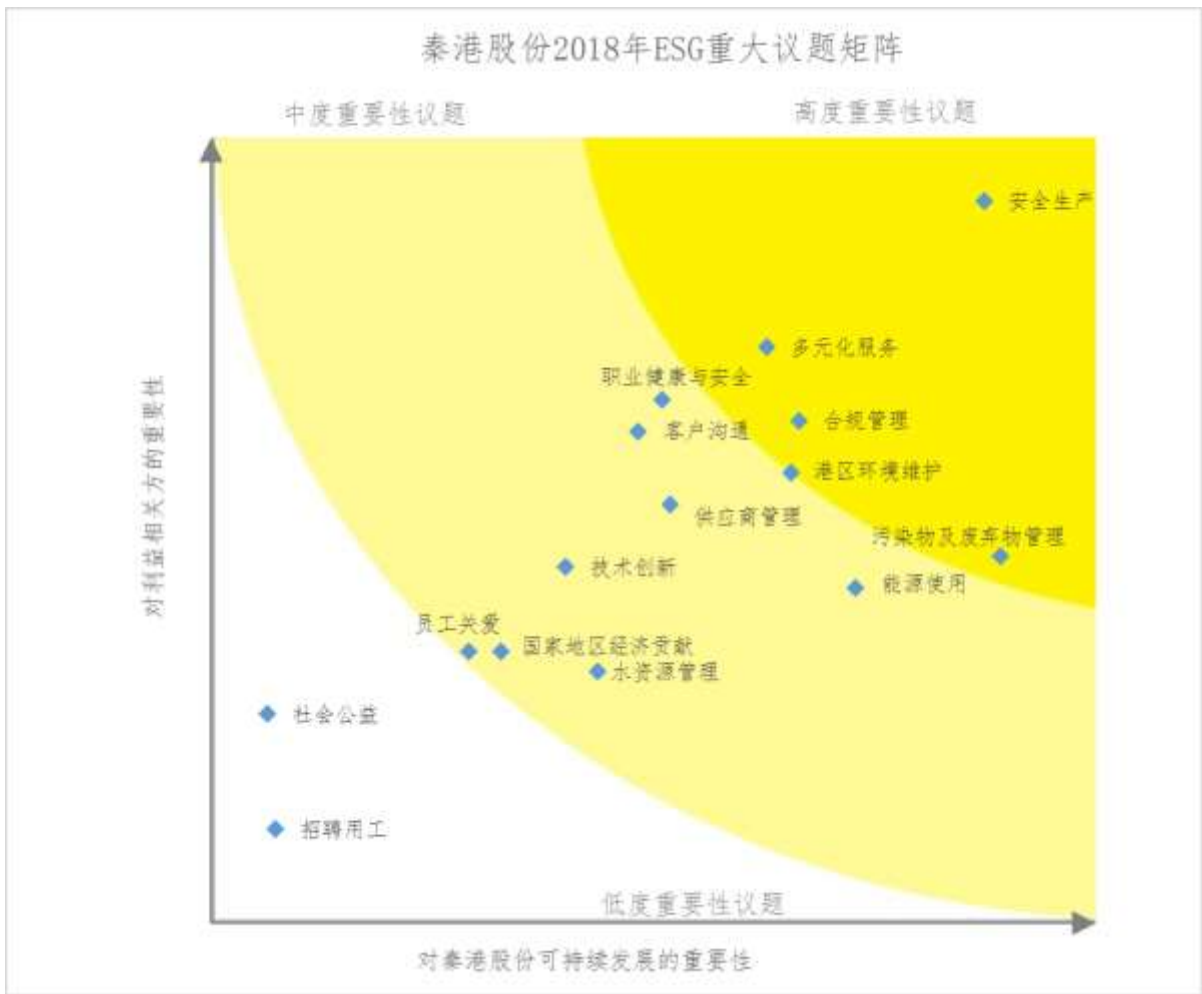 秦港股份2018年ESG重大议题矩阵
中度重要性议题
高度重要性议题
安全生产
多元化服务
职业健康与安全
合规管理
客户沟通
港区环境维护
供应商管理
污染物及废弃物管理
技术创新
能源使用
员工关爱
国家地区经济贡献
水资源管理
社会公益
招聘用工
低度重要性议题
对利益相关方的重要性
对秦港股份可持续发展的重要性